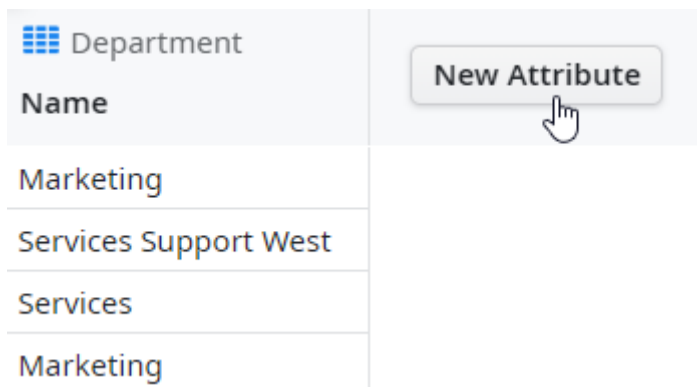 Department
New Attribute
Name
Marketing
Services Support West
Services
Marketing